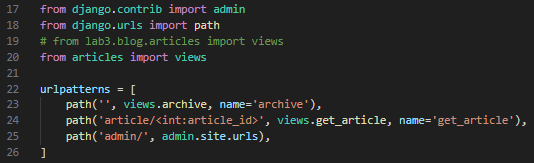 17 from django.contrib import admin
18 from django.urls import path
19 # from lab3.blog.articles import views
20 from articles import views
21
22 urlpatterns = [
23     path('', views.archive, name='archive'),
24     path('article/<int:article_id>', views.get_article, name='get_article'),
25     path('admin/', admin.site.urls),
26 ]